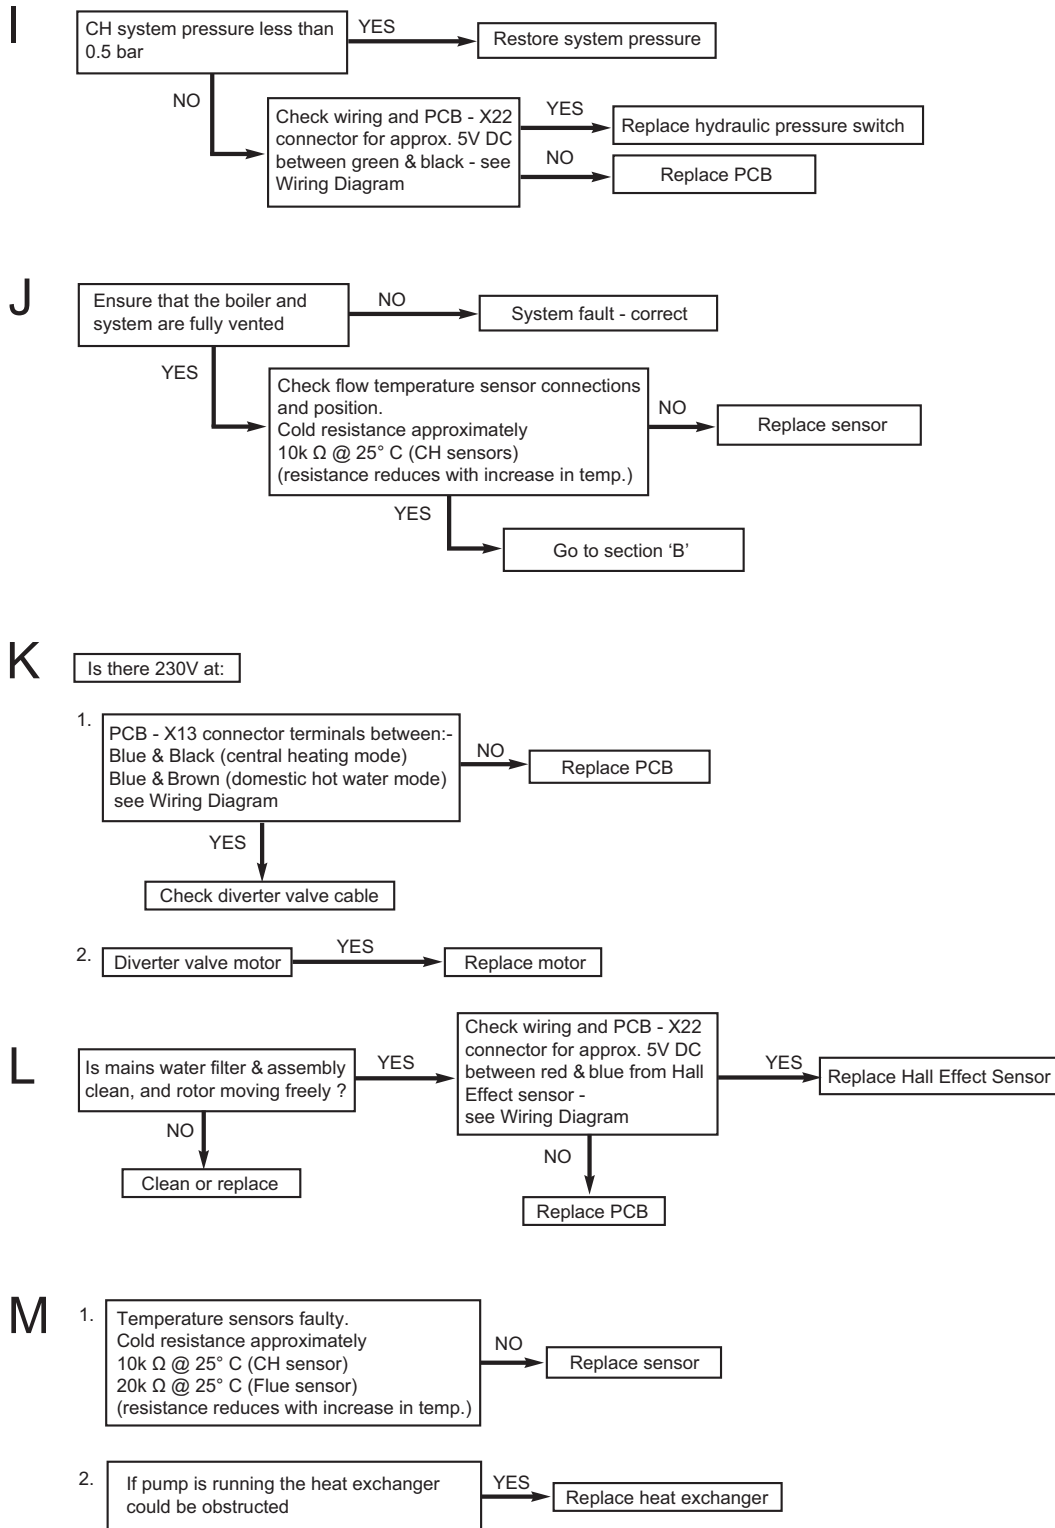 I
CH system pressure less than
0.5 bar
YES
Restore system pressure
NO
Check wiring and PCB - X22
connector for approx. 5V DC
between green & black - see
Wiring Diagram
YES
Replace hydraulic pressure switch
NO
Replace PCB
J
Ensure that the boiler and
system are fully vented
NO
System fault - correct
YES
Check flow temperature sensor connections
and position.
Cold resistance approximately
10k Ω @ 25° C (CH sensors)
(resistance reduces with increase in temp.)
NO
Replace sensor
YES
Go to section ‘B’
K
Is there 230V at:
1.
PCB - X13 connector terminals between:-
Blue & Black (central heating mode)
Blue & Brown (domestic hot water mode)
see Wiring Diagram
NO
Replace PCB
YES
Check diverter valve cable
2.
Diverter valve motor
YES
Replace motor
L
Is mains water filter & assembly
clean, and rotor moving freely ?
YES
Check wiring and PCB - X22
connector for approx. 5V DC
between red & blue from Hall
Effect sensor -
see Wiring Diagram
YES
Replace Hall Effect Sensor
NO
Clean or replace
NO
Replace PCB
M
1.
Temperature sensors faulty.
Cold resistance approximately
10k Ω @ 25° C (CH sensor)
20k Ω @ 25° C (Flue sensor)
(resistance reduces with increase in temp.)
NO
Replace sensor
2.
If pump is running the heat exchanger
could be obstructed
YES
Replace heat exchanger